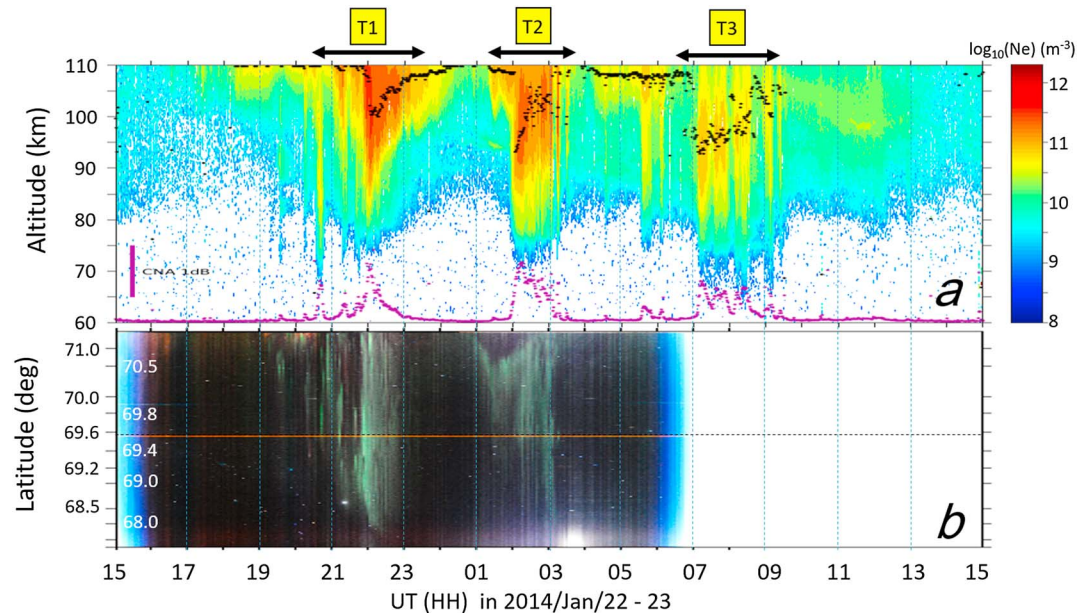 T1 T2 T3
log10(Ne) (m-3)
Altitude (km)
110
100
90
80
70
60
CNA 1dB
a
12
11
10
9
8
Latitude (deg)
71.0
70.5
70.0
69.8
69.6
69.4
69.2
69.0
68.5
68.0
b
15 17 19 21 23 01 03 05 07 09 11 13 15
UT (HH) in 2014/Jan/22 - 23